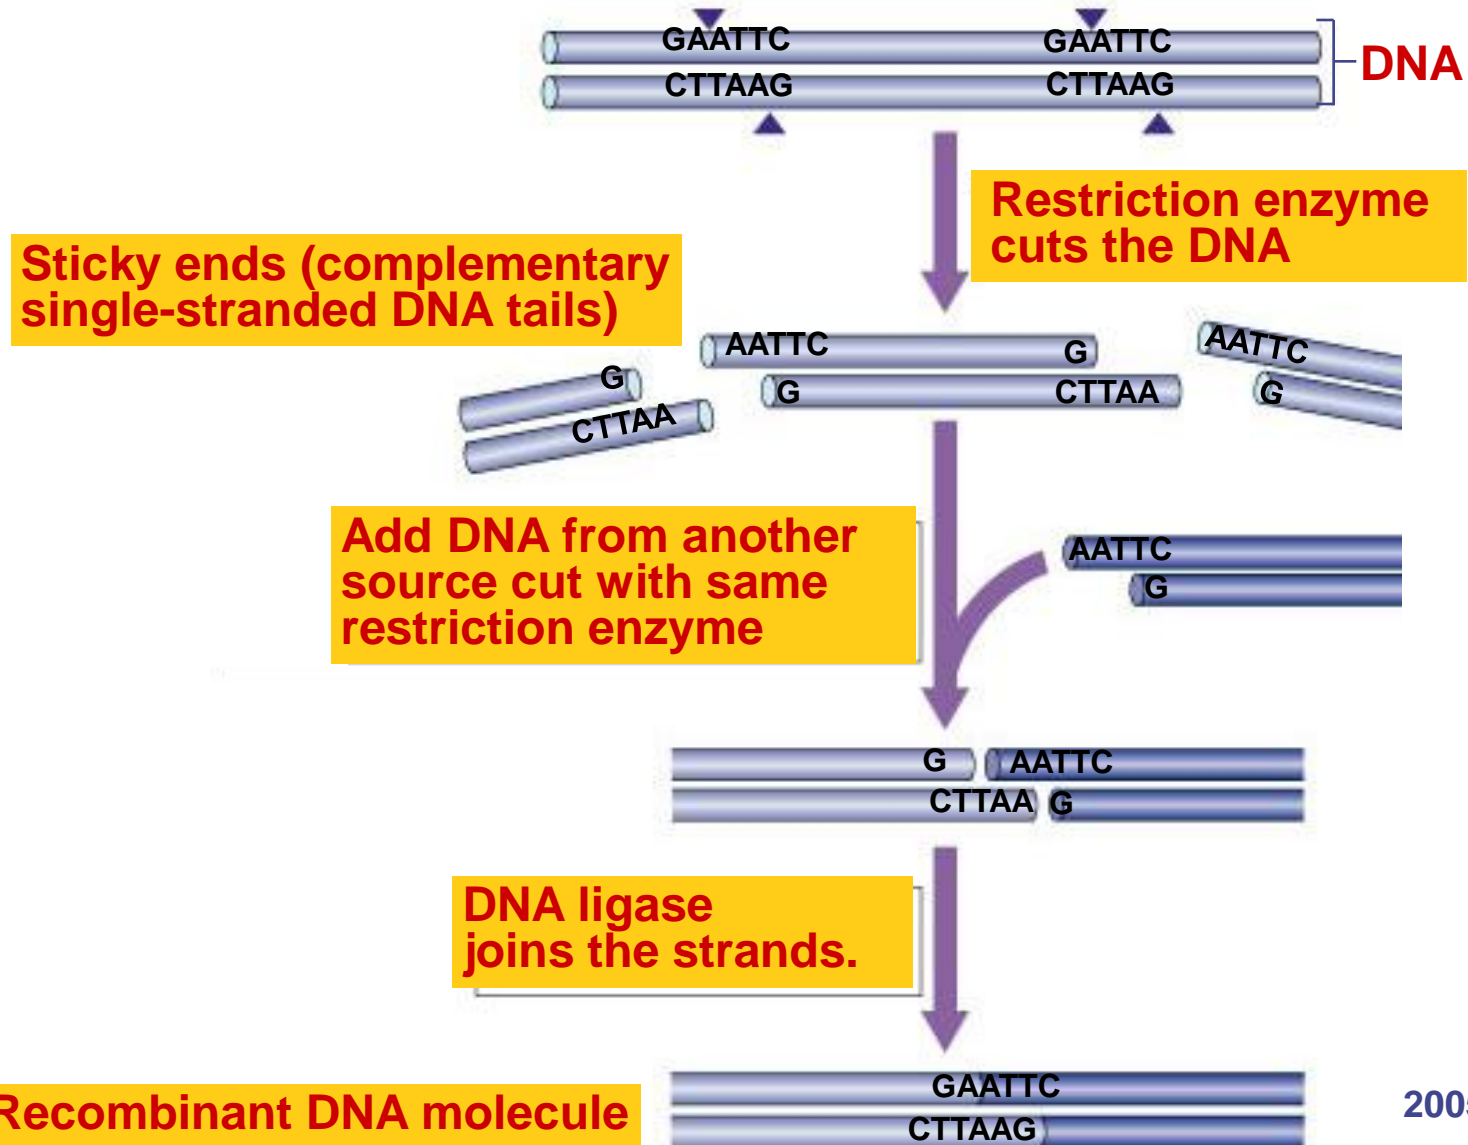 GAATTC GAATTC
CTTAAG CTTAAG
DNA
Restriction enzyme
cuts the DNA
Sticky ends (complementary
single-stranded DNA tails)
AATTC G
G CTTAA
G
CTTAA
AATTC
G
Add DNA from another
source cut with same
restriction enzyme
AATTC
G
G AATTC
CTTAA G
DNA ligase
joins the strands.
Recombinant DNA molecule
GAATTC
CTTAAG
2005